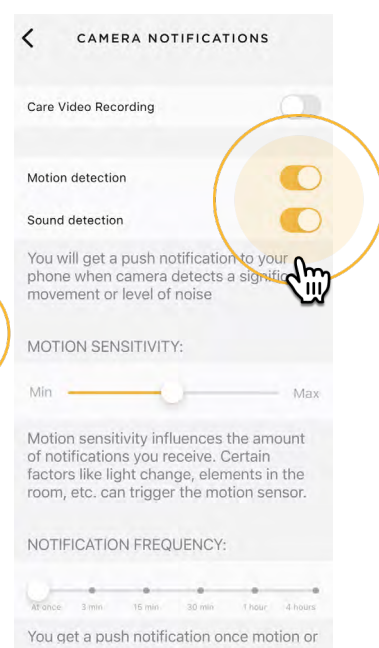 CAMERA NOTIFICATIONS
Care Video Recording
Motion detection
Sound detection
You will get a push notification to your
phone when camera detects a signific
movement or level of noise
MOTION SENSITIVITY:
Min Max
Motion sensitivity influences the amount
of notifications you receive. Certain
factors like light change, elements in the
room, etc. can trigger the motion sensor.
NOTIFICATION FREQUENCY:
At once 3 min 15 min 30 min 1 hour 4 hours
You get a push notification once motion or